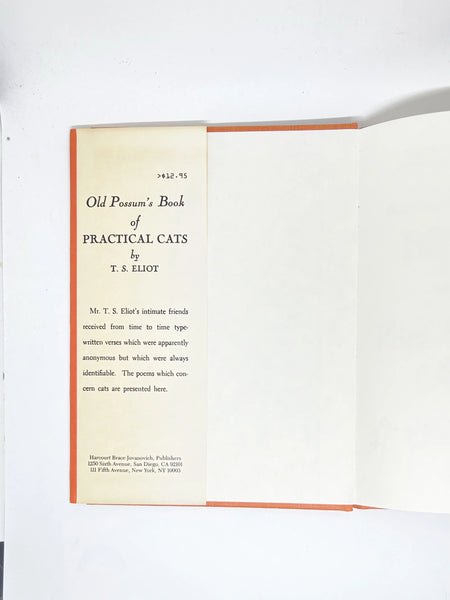 >$12.95
Old Possum's Book
of
PRACTICAL CATS
by
T. S. ELIOT
Mr. T. S. Eliot's intimate friends
received from time to time type-
written verses which were apparently
anonymous but which were always
identifiable. The poems which con-
cern cats are presented here.
Harcourt Brace Jovanovich, Publishers
1250 Sixth Avenue, San Diego, CA 92101
111 Fifth Avenue, New York, NY 10003